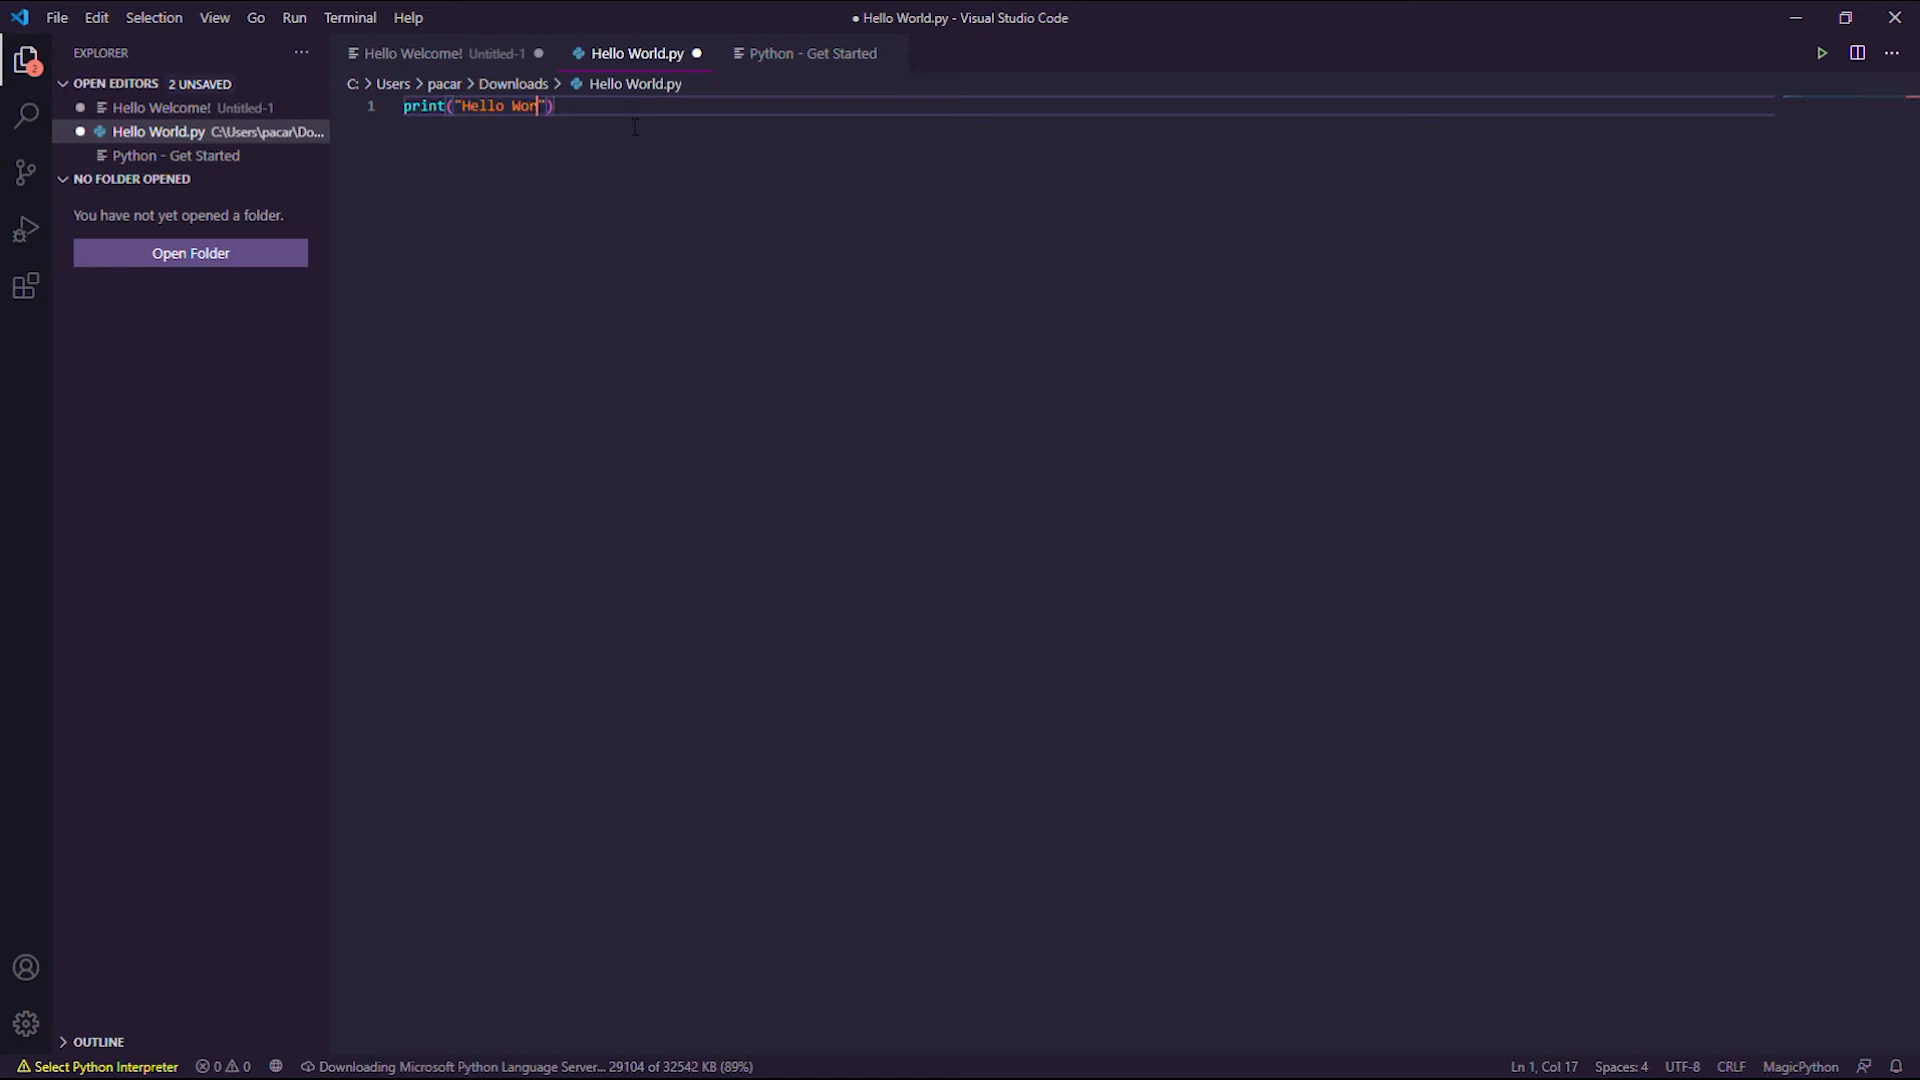 File Edit Selection View Go Run Terminal Help
● Hello World.py - Visual Studio Code
EXPLORER
Hello Welcome! Untitled-1
Hello World.py
Python - Get Started
OPEN EDITORS 2 UNSAVED
C: > Users > pacar > Downloads > Hello World.py
Hello Welcome! Untitled-1
1 print("Hello Wor")
Hello World.py C:\Users\pacar\Do...
Python - Get Started
NO FOLDER OPENED
You have not yet opened a folder.
Open Folder
2
OUTLINE
Select Python Interpreter 0 0 Downloading Microsoft Python Language Server... 29104 of 32542 KB (89%) Ln 1, Col 17 Spaces: 4 UTF-8 CRLF MagicPython